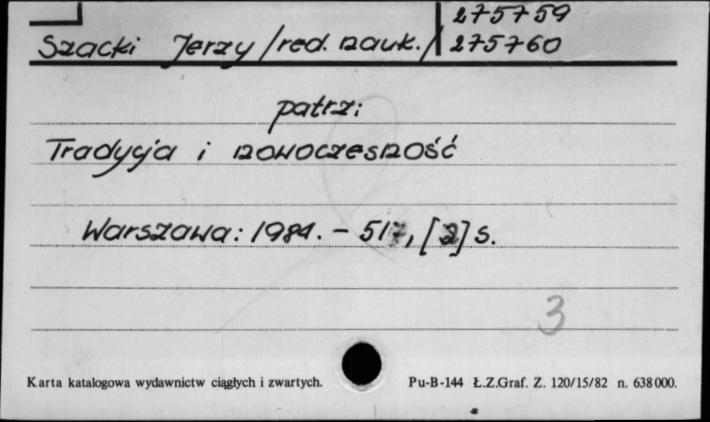 275759
Szacki Jerzy /red. nauk./ 275760
patrz:
Tradycja i nowoczesność
Warszawa: 1984. – 517, [2] s.
3
Karta katalogowa wydawnictw ciągłych i zwartych. Pu-B-144 Ł.Z.Graf. Z. 120/15/82 n. 638 000.